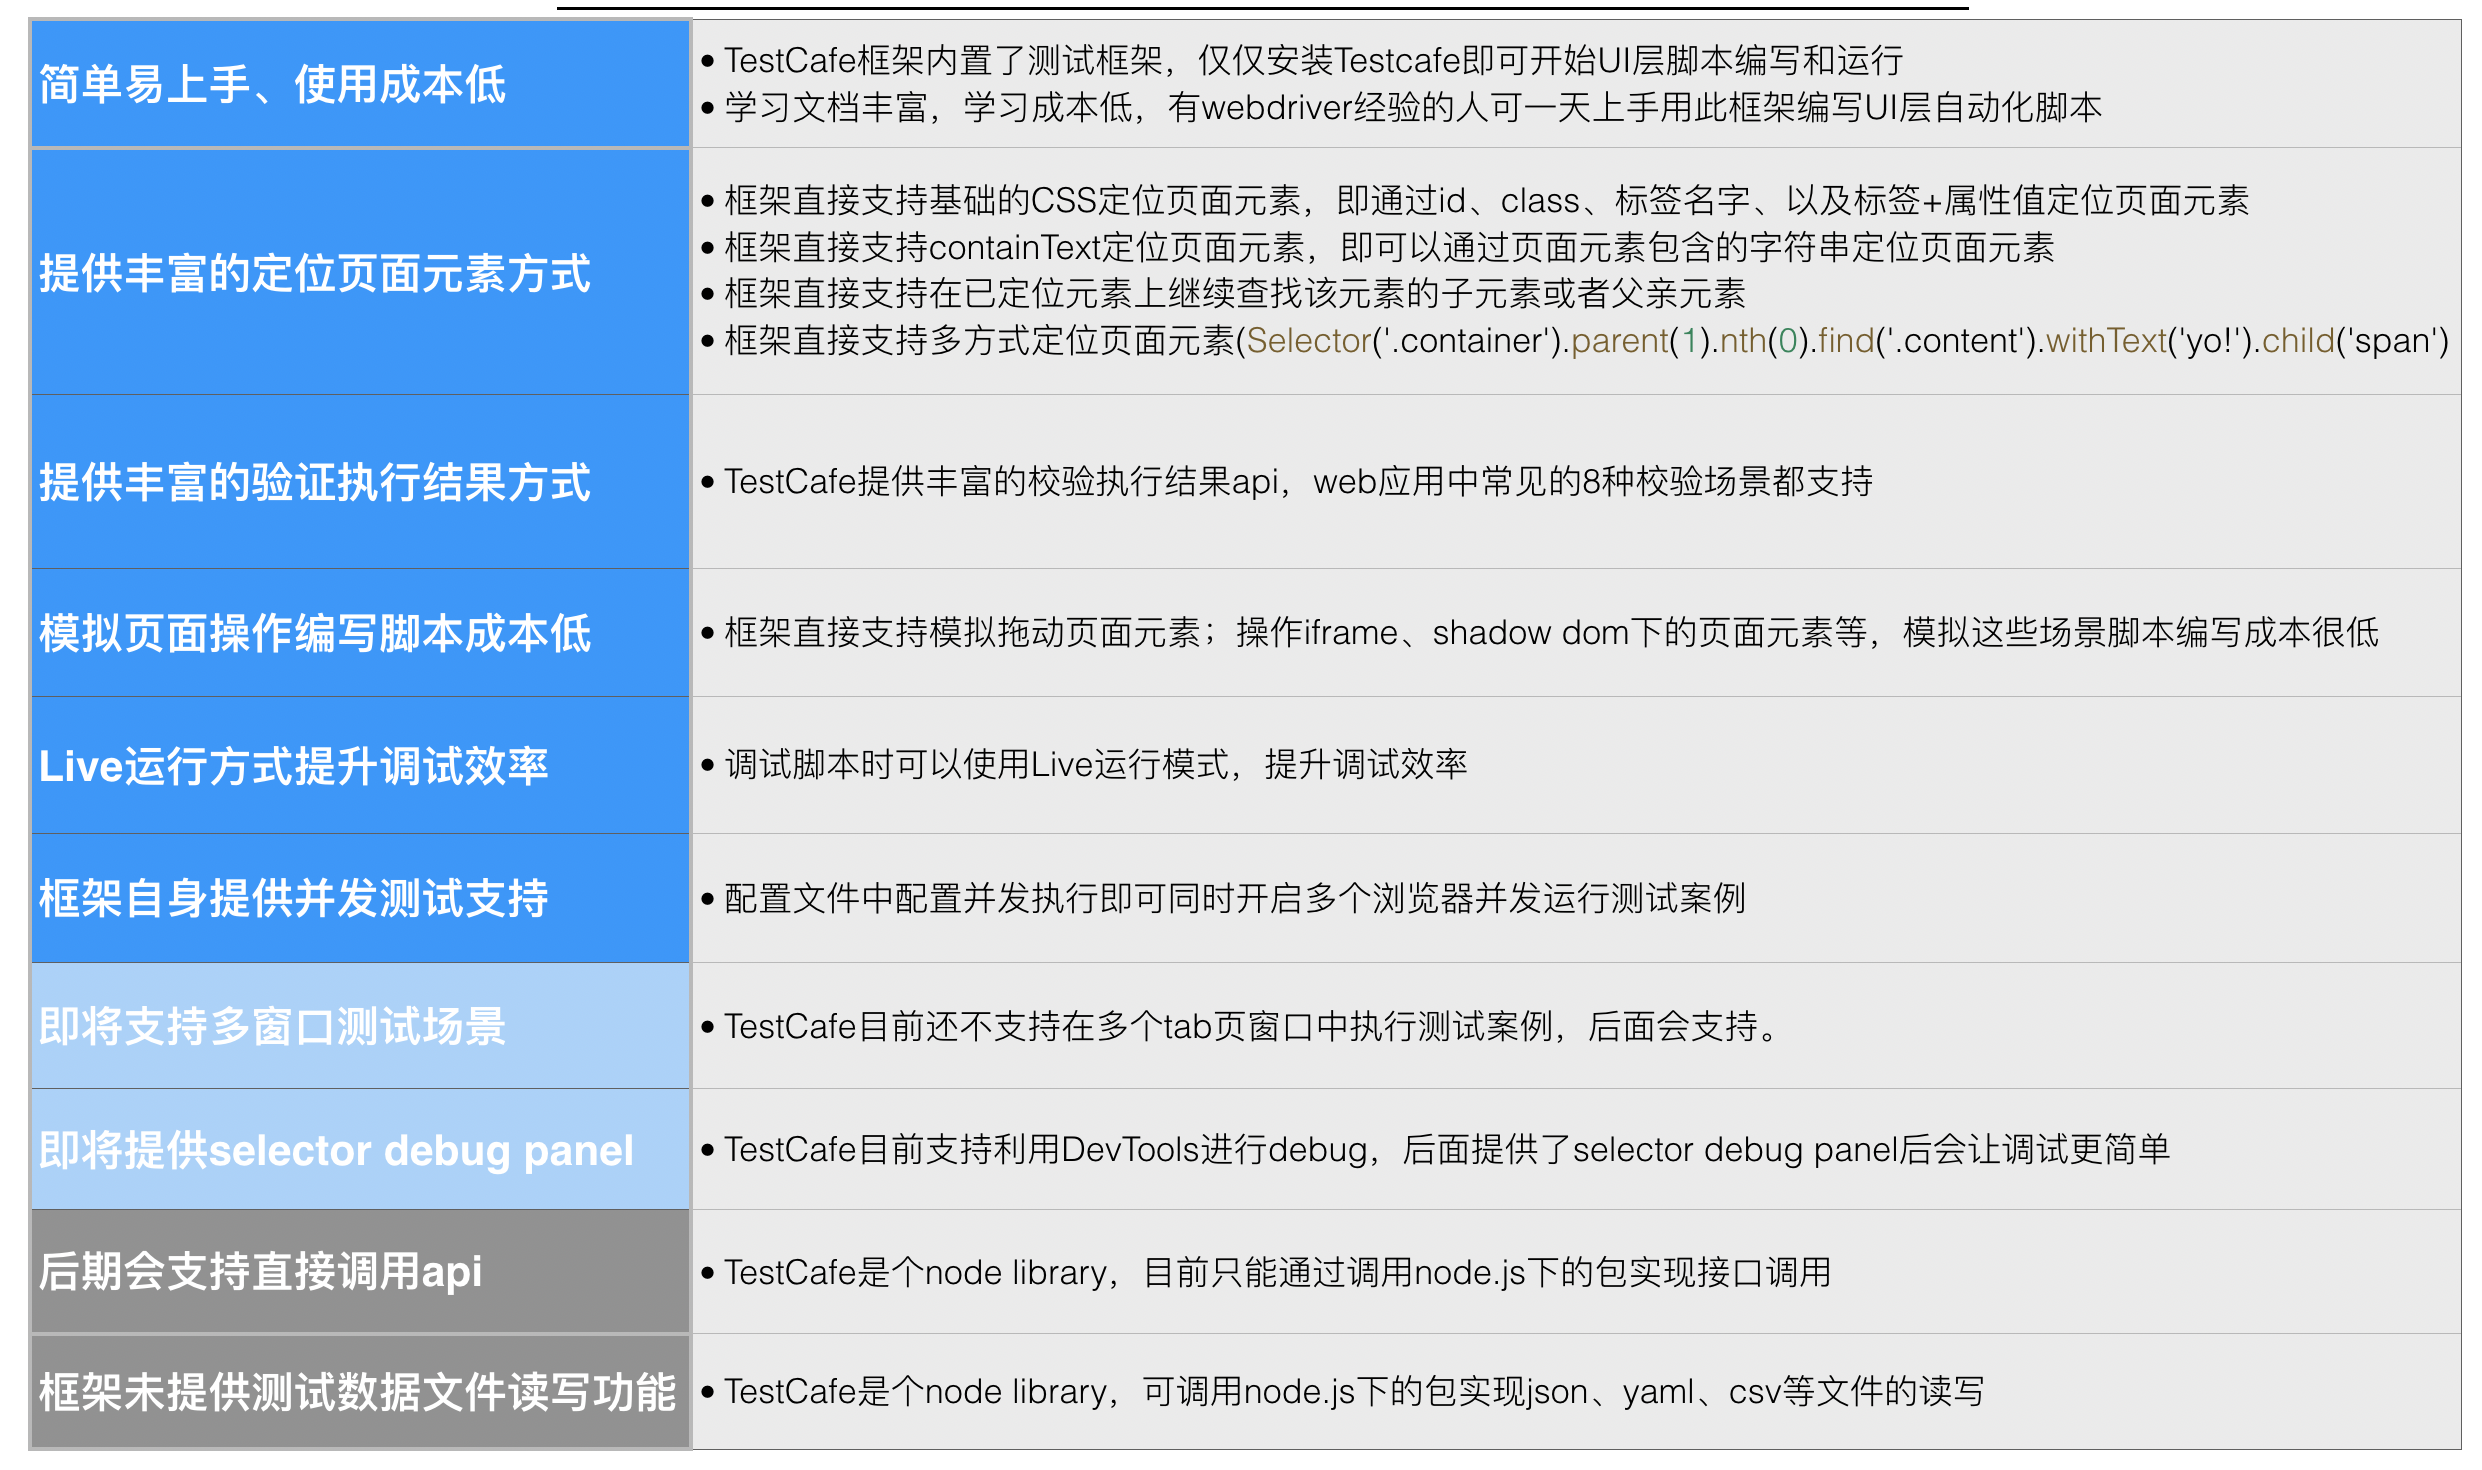 简单易上手、使用成本低
• TestCafe框架内置了测试框架，仅仅安装Testcafe即可开始UI层脚本编写和运行
• 学习文档丰富，学习成本低，有webdriver经验的人可一天上手用此框架编写UI层自动化脚本
提供丰富的定位页面元素方式
• 框架直接支持基础的CSS定位页面元素，即通过id、class、标签名字、以及标签+属性值定位页面元素
• 框架直接支持containText定位页面元素，即可以通过页面元素包含的字符串定位页面元素
• 框架直接支持在已定位元素上继续查找该元素的子元素或者父亲元素
• 框架直接支持多方式定位页面元素(Selector('.container').parent(1).nth(0).find('.content').withText('yo!').child('span')
提供丰富的验证执行结果方式
• TestCafe提供丰富的校验执行结果api，web应用中常见的8种校验场景都支持
模拟页面操作编写脚本成本低
• 框架直接支持模拟拖动页面元素；操作iframe、shadow dom下的页面元素等，模拟这些场景脚本编写成本很低
Live运行方式提升调试效率
• 调试脚本时可以使用Live运行模式，提升调试效率
框架自身提供并发测试支持
• 配置文件中配置并发执行即可同时开启多个浏览器并发运行测试案例
即将支持多窗口测试场景
• TestCafe目前还不支持在多个tab页窗口中执行测试案例，后面会支持。
即将提供selector debug panel
• TestCafe目前支持利用DevTools进行debug，后面提供了selector debug panel后会让调试更简单
后期会支持直接调用api
• TestCafe是个node library，目前只能通过调用node.js下的包实现接口调用
框架未提供测试数据文件读写功能
• TestCafe是个node library，可调用node.js下的包实现json、yaml、csv等文件的读写